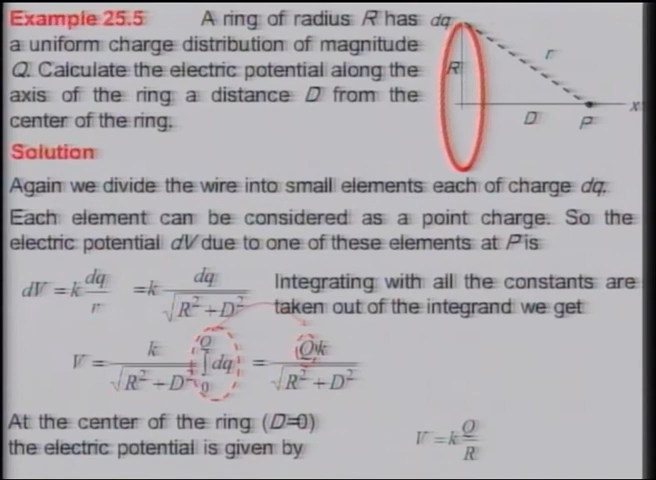 Example 25.5 A ring of radius R has
a uniform charge distribution of magnitude
Q. Calculate the electric potential along the
axis of the ring a distance D from the
center of the ring.
dq
r
R
D
P
x
Solution
Again we divide the wire into small elements each of charge dq.
Each element can be considered as a point charge. So the
electric potential dV due to one of these elements at P is
dV = k dq/r = k dq/√(R² + D²) Integrating with all the constants are
taken out of the integrand we get
V = k/√(R² + D²) ∫₀Q dq = Qk/√(R² + D²)
At the center of the ring (D=0)
the electric potential is given by
V = k Q/R